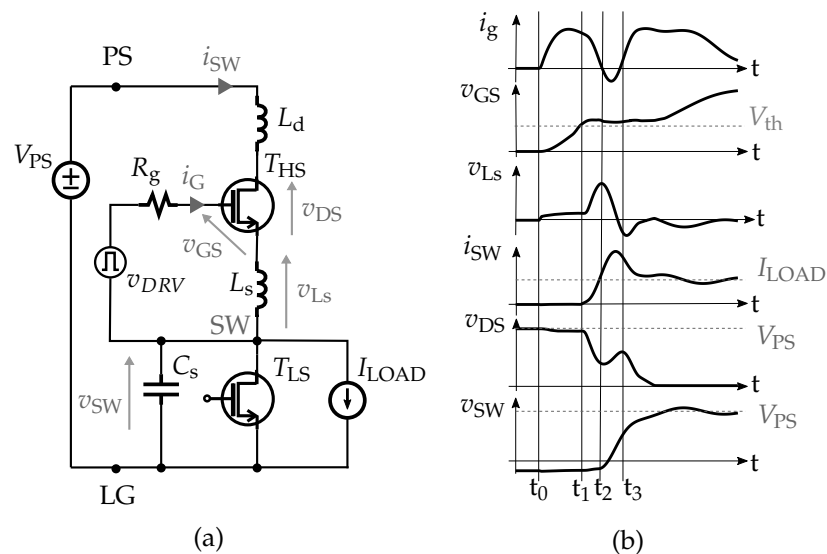 PS
i_SW
L_d
V_PS
±
R_g
i_G
T_HS
v_DS
v_GS
v_DRV
L_s
v_Ls
SW
C_s
T_LS
I_LOAD
v_SW
LG
(a)
i_g
t
v_GS
V_th
t
v_Ls
t
i_SW
I_LOAD
t
v_DS
V_PS
t
v_SW
V_PS
t
t_0 t_1 t_2 t_3
(b)